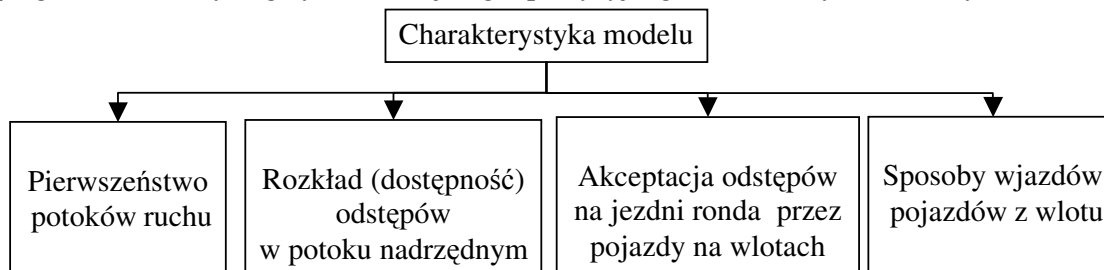 Charakterystyka modelu
Pierwszeństwo
potoków ruchu
Rozkład (dostępność)
odstępów
w potoku nadrzędnym
Akceptacja odstępów
na jezdni ronda przez
pojazdy na wlotach
Sposoby wjazdów
pojazdów z wlotu